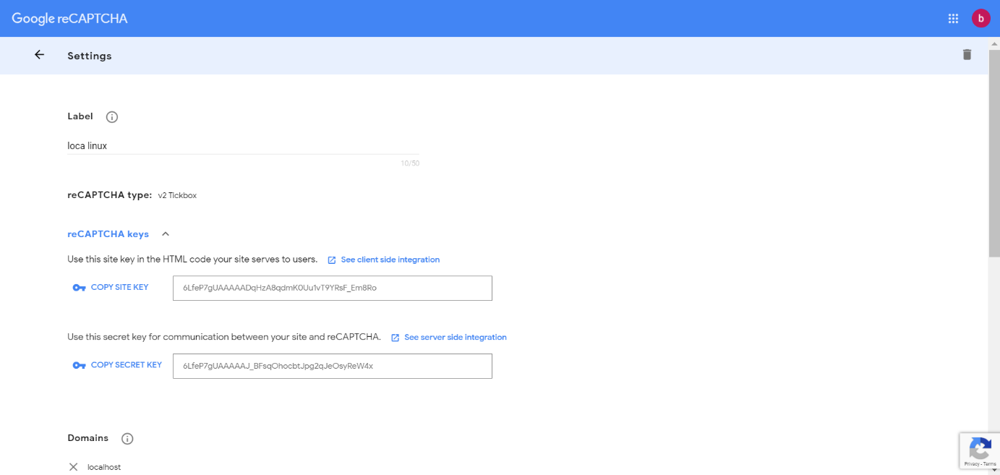 Google reCAPTCHA
b
Settings
Label
loca linux
10/50
reCAPTCHA type: v2 Tickbox
reCAPTCHA keys
Use this site key in the HTML code your site serves to users. See client side integration
COPY SITE KEY 6LfeP7gUAAAAADqHzA8qdmK0Uu1vT9YRsF_Em8Ro
Use this secret key for communication between your site and reCAPTCHA. See server side integration
COPY SECRET KEY 6LfeP7gUAAAAAJ_BFsqOhocbtJpg2qJeOsyReW4x
Domains
localhost
Privacy - Terms